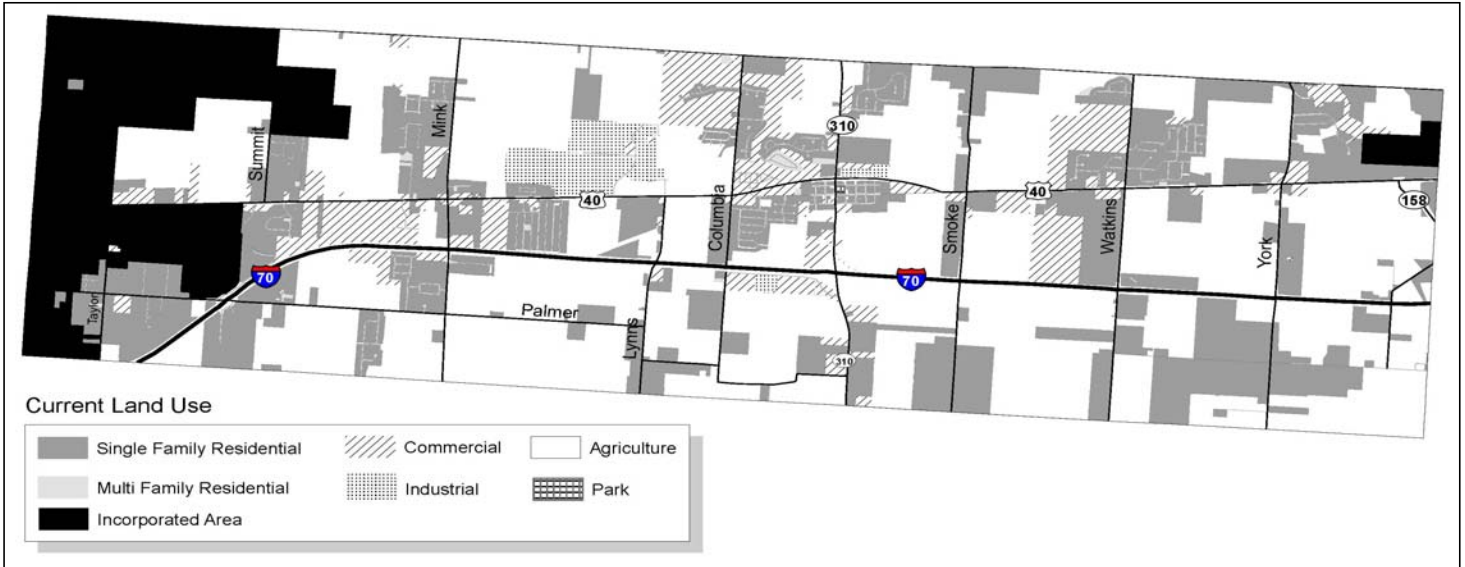 310
Mink
Summit
40
Columbia
40
Smoke
Watkins
York
158
70
70
Taylor
Palmer
Lynns
310
Current Land Use
Single Family Residential
Commercial
Agriculture
Multi Family Residential
Industrial
Park
Incorporated Area